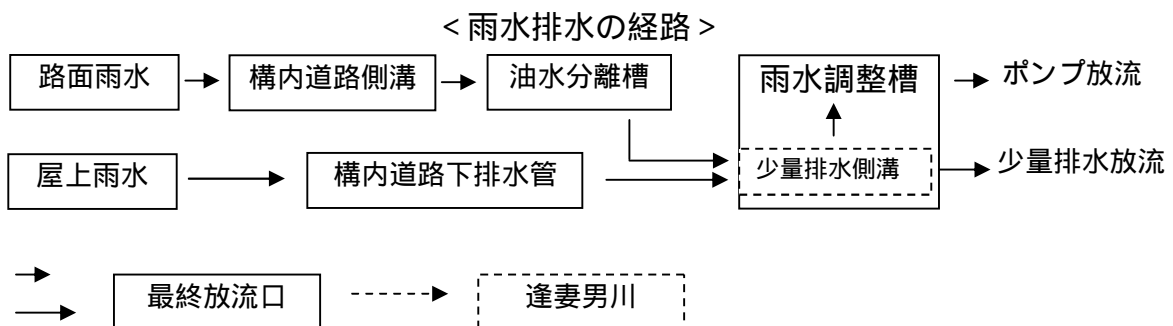 <雨水排水の経路>
路面雨水 構内道路側溝 油水分離槽 雨水調整槽 ポンプ放流
屋上雨水 構内道路下排水管 少量排水側溝 少量排水放流
最終放流口 逢妻男川